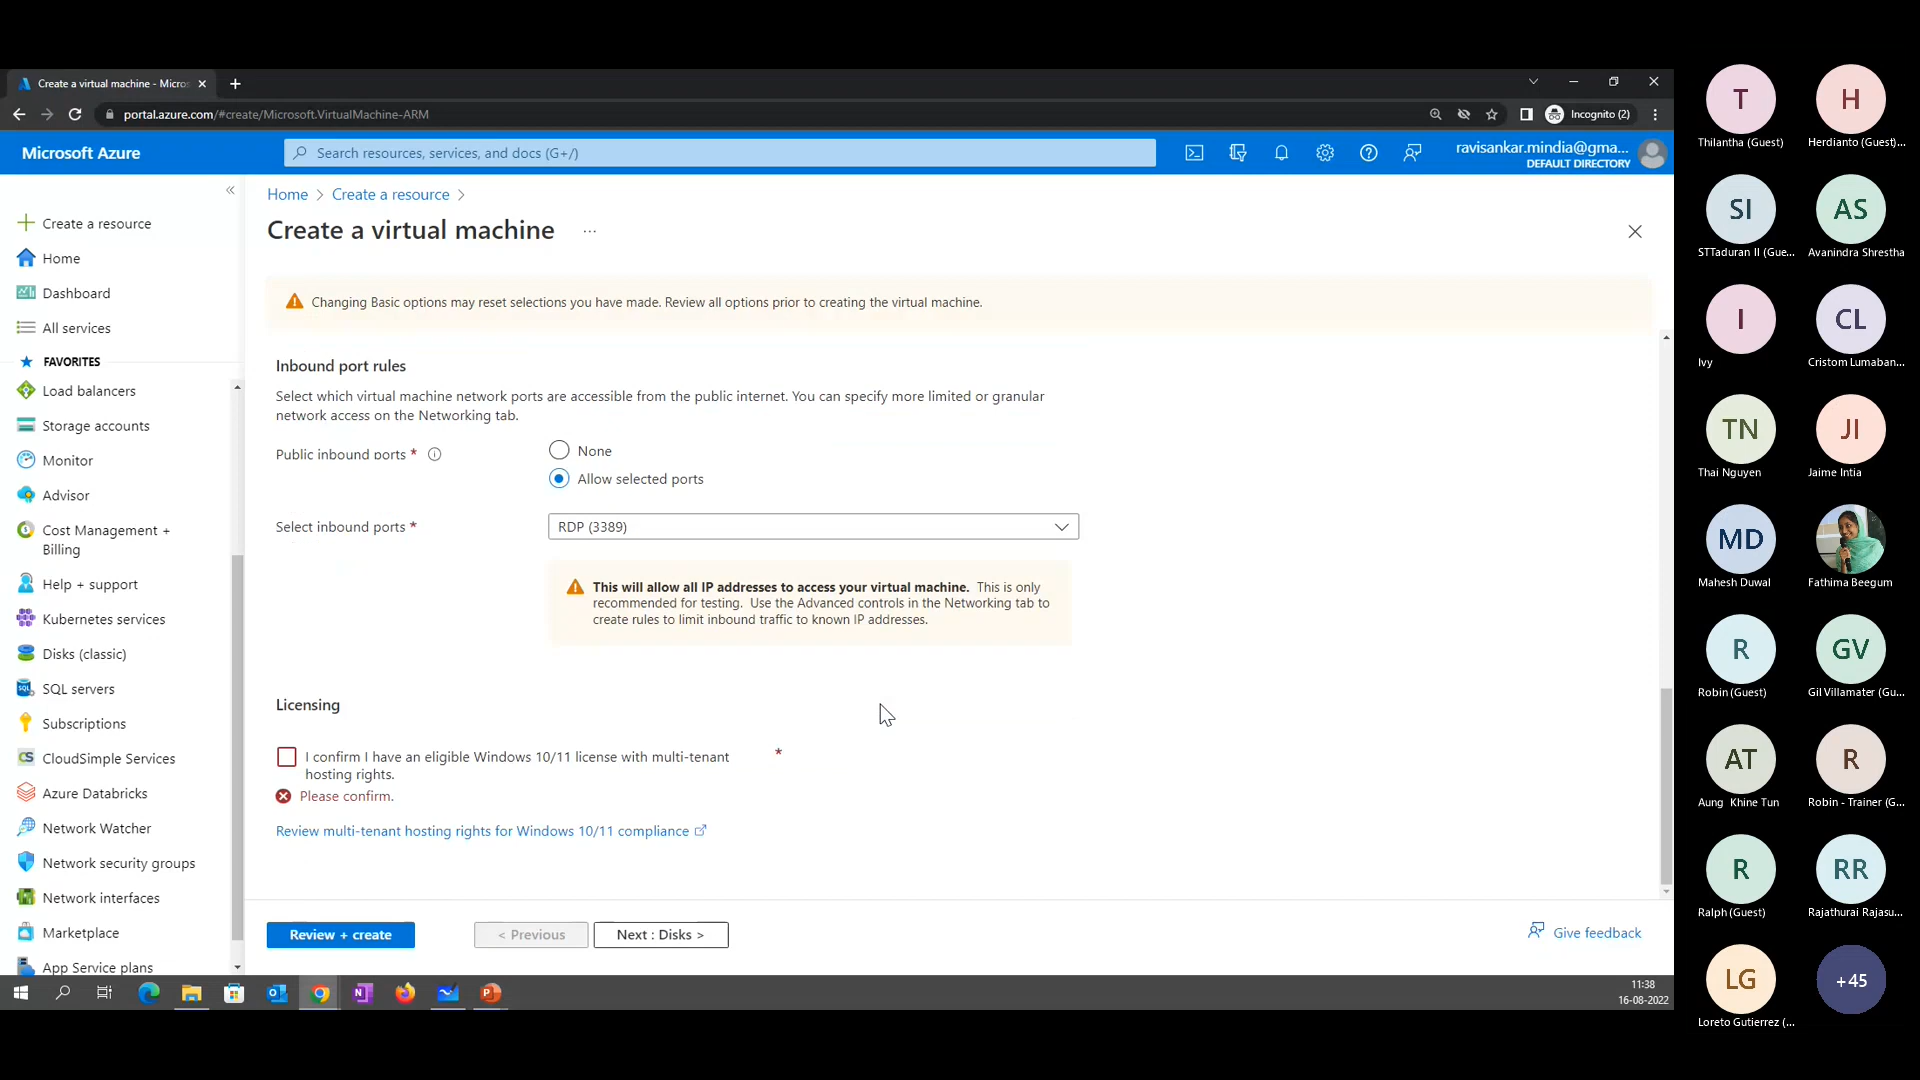 Create a virtual machine - Micros
portal.azure.com/#create/Microsoft.VirtualMachine-ARM
Incognito (2)
Microsoft Azure
Search resources, services, and docs (G+/)
ravisankar.mindia@gma...
DEFAULT DIRECTORY
Create a resource
Home
Dashboard
All services
FAVORITES
Load balancers
Storage accounts
Monitor
Advisor
Cost Management +
Billing
Help + support
Kubernetes services
Disks (classic)
SQL
SQL servers
Subscriptions
CS
CloudSimple Services
Azure Databricks
Network Watcher
Network security groups
Network interfaces
Marketplace
App Service plans
Home > Create a resource >
Create a virtual machine ...
Changing Basic options may reset selections you have made. Review all options prior to creating the virtual machine.
Inbound port rules
Select which virtual machine network ports are accessible from the public internet. You can specify more limited or granular
network access on the Networking tab.
Public inbound ports *
None
Allow selected ports
Select inbound ports *
RDP (3389)
This will allow all IP addresses to access your virtual machine. This is only
recommended for testing. Use the Advanced controls in the Networking tab to
create rules to limit inbound traffic to known IP addresses.
Licensing
I confirm I have an eligible Windows 10/11 license with multi-tenant *
hosting rights.
Please confirm.
Review multi-tenant hosting rights for Windows 10/11 compliance
Review + create
< Previous
Next : Disks >
Give feedback
11:38
16-08-2022
T
Thilantha (Guest)
H
Herdianto (Guest)...
SI
STTaduran II (Gue...
AS
Avanindra Shrestha
I
Ivy
CL
Cristom Lumaban...
TN
Thai Nguyen
JI
Jaime Intia
MD
Mahesh Duwal
Fathima Beegum
R
Robin (Guest)
GV
Gil Villamater (Gu...
AT
Aung Khine Tun
R
Robin - Trainer (G...
R
Ralph (Guest)
RR
Rajathurai Rajasu...
LG
Loreto Gutierrez (...
+45